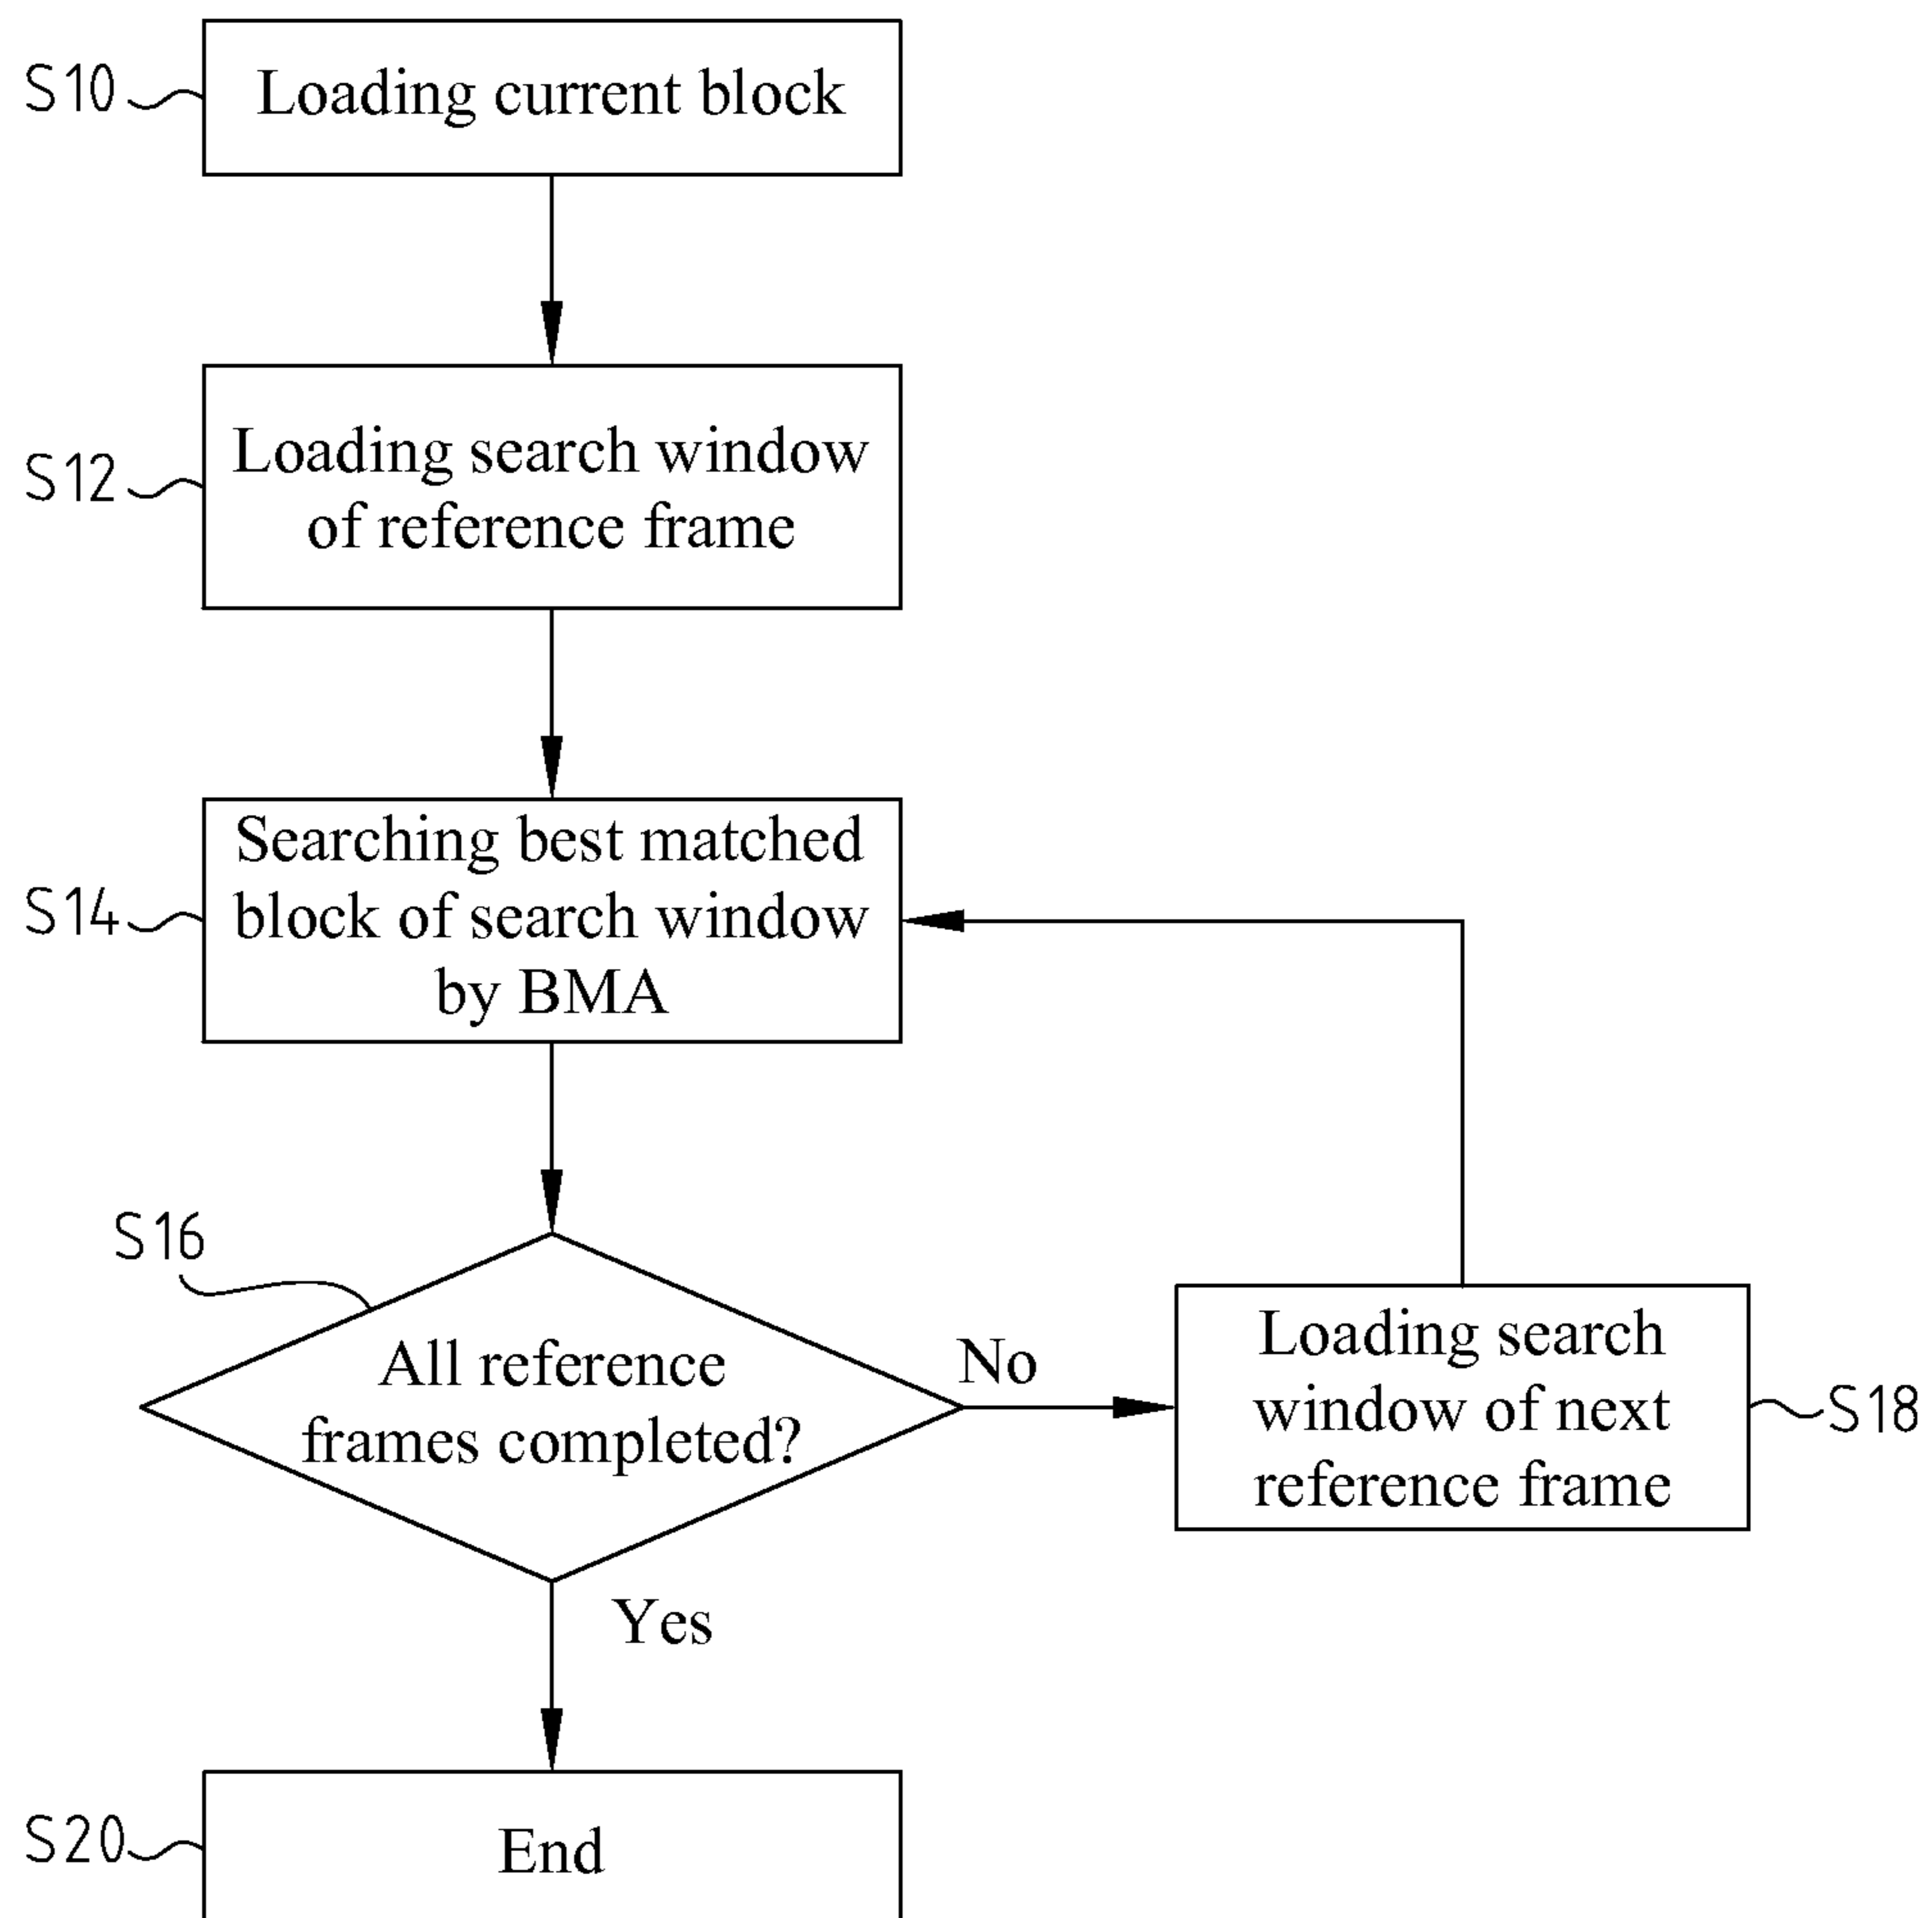 S10
Loading current block
S12
Loading search window
of reference frame
S14
Searching best matched
block of search window
by BMA
S16
All reference
frames completed?
No
Loading search
window of next
reference frame
S18
Yes
S20
End